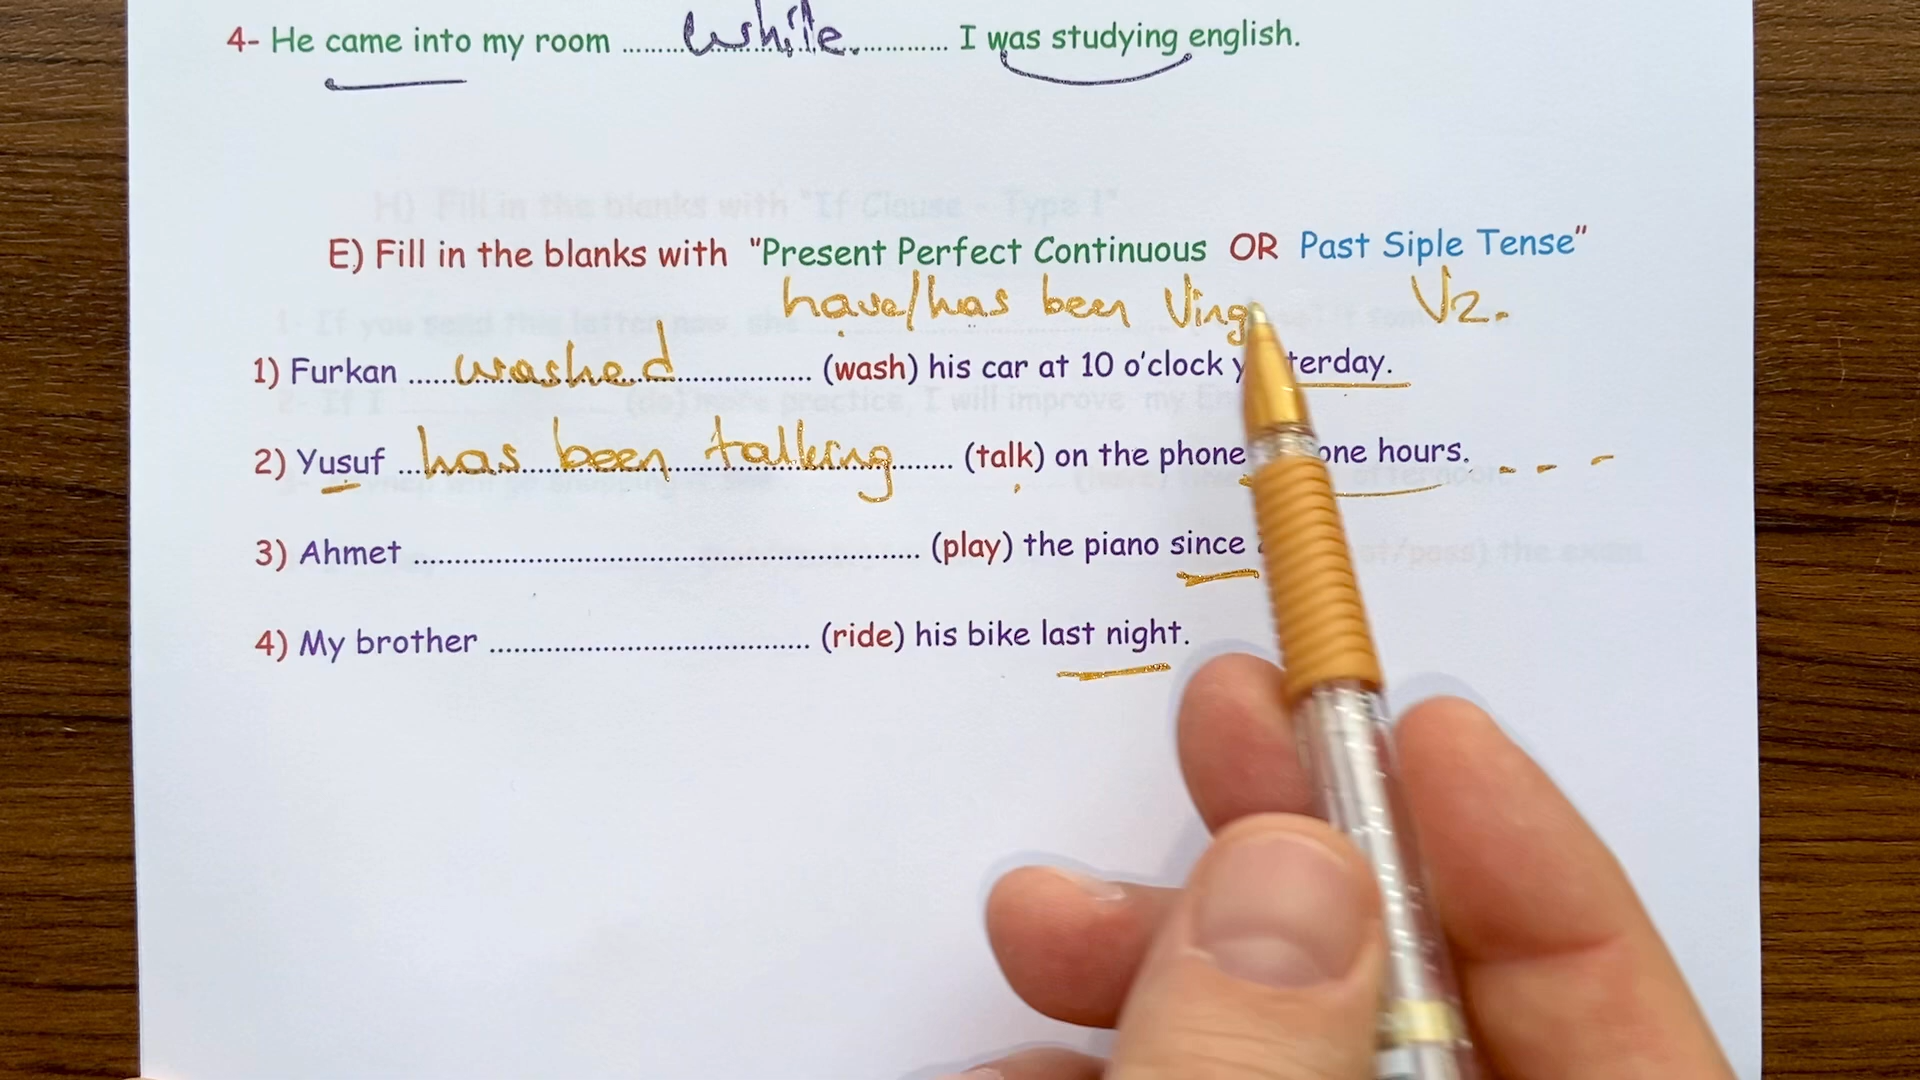 4- He came into my room ........while............. I was studying english.
E) Fill in the blanks with "Present Perfect Continuous OR Past Siple Tense"
have/has been Ving V2.
1) Furkan ......washed.................. (wash) his car at 10 o'clock terday.
2) Yusuf ...has been talking........ (talk) on the phone one hours.
3) Ahmet ............................................................ (play) the piano since
4) My brother ....................................... (ride) his bike last night.